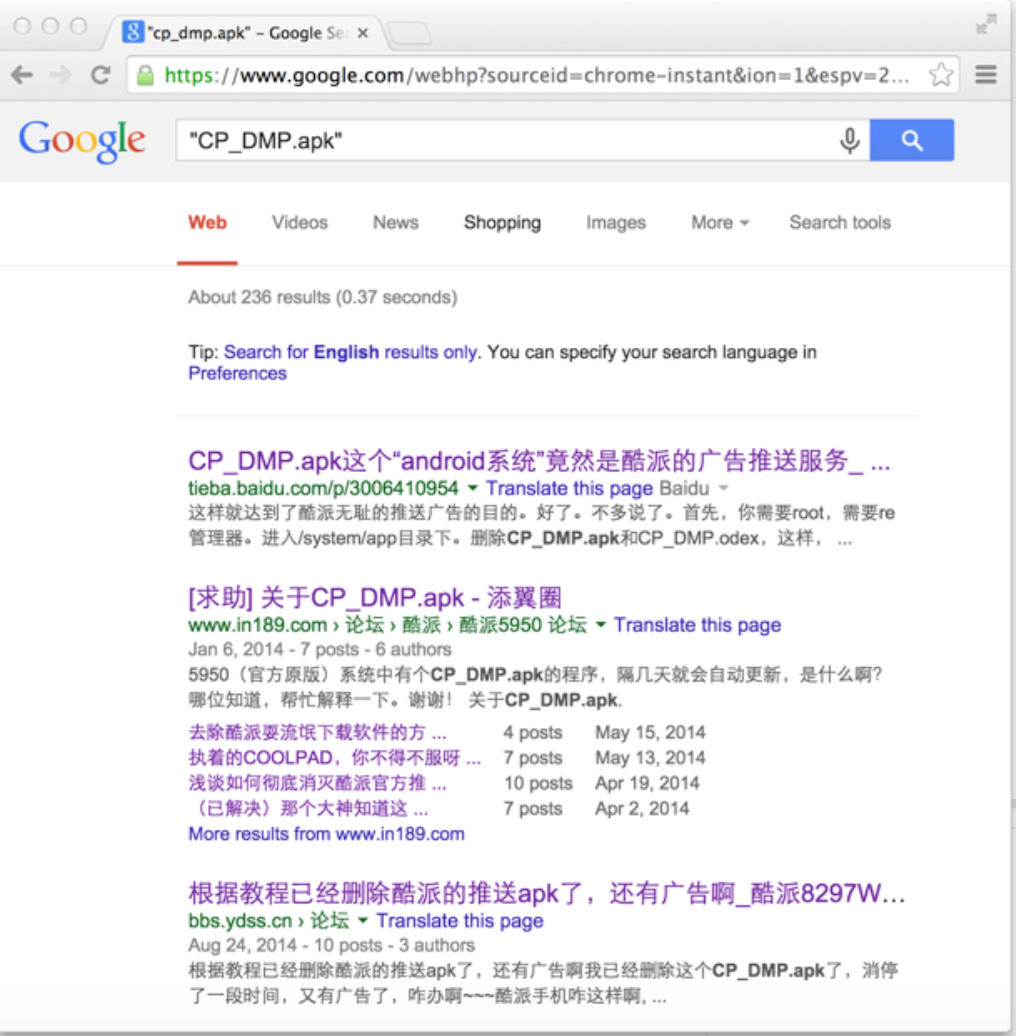 "cp_dmp.apk" – Google Se
https://www.google.com/webhp?sourceid=chrome-instant&ion=1&espv=2...
Google
"CP_DMP.apk"
Web Videos News Shopping Images More Search tools
About 236 results (0.37 seconds)
Tip: Search for English results only. You can specify your search language in
Preferences
CP_DMP.apk这个“android系统”竟然是酷派的广告推送服务_ ...
tieba.baidu.com/p/3006410954 Translate this page Baidu
这样就达到了酷派无耻的推送广告的目的。好了。不多说了。首先，你需要root，需要re
管理器。进入/system/app目录下。删除CP_DMP.apk和CP_DMP.odex，这样， ...
[求助] 关于CP_DMP.apk - 添翼圈
www.in189.com › 论坛 › 酷派 › 酷派5950 论坛 Translate this page
Jan 6, 2014 - 7 posts - 6 authors
5950（官方原版）系统中有个CP_DMP.apk的程序，隔几天就会自动更新，是什么啊？
哪位知道，帮忙解释一下。谢谢！ 关于CP_DMP.apk.
去除酷派耍流氓下载软件的方 ... 4 posts May 15, 2014
执着的COOLPAD，你不得不服呀 ... 7 posts May 13, 2014
浅谈如何彻底消灭酷派官方推 ... 10 posts Apr 19, 2014
（已解决）那个大神知道这 ... 7 posts Apr 2, 2014
More results from www.in189.com
根据教程已经删除酷派的推送apk了，还有广告啊_酷派8297W...
bbs.ydss.cn › 论坛 Translate this page
Aug 24, 2014 - 10 posts - 3 authors
根据教程已经删除酷派的推送apk了，还有广告啊我已经删除这个CP_DMP.apk了，消停
了一段时间，又有广告了，咋办啊~~~酷派手机咋这样啊, ...